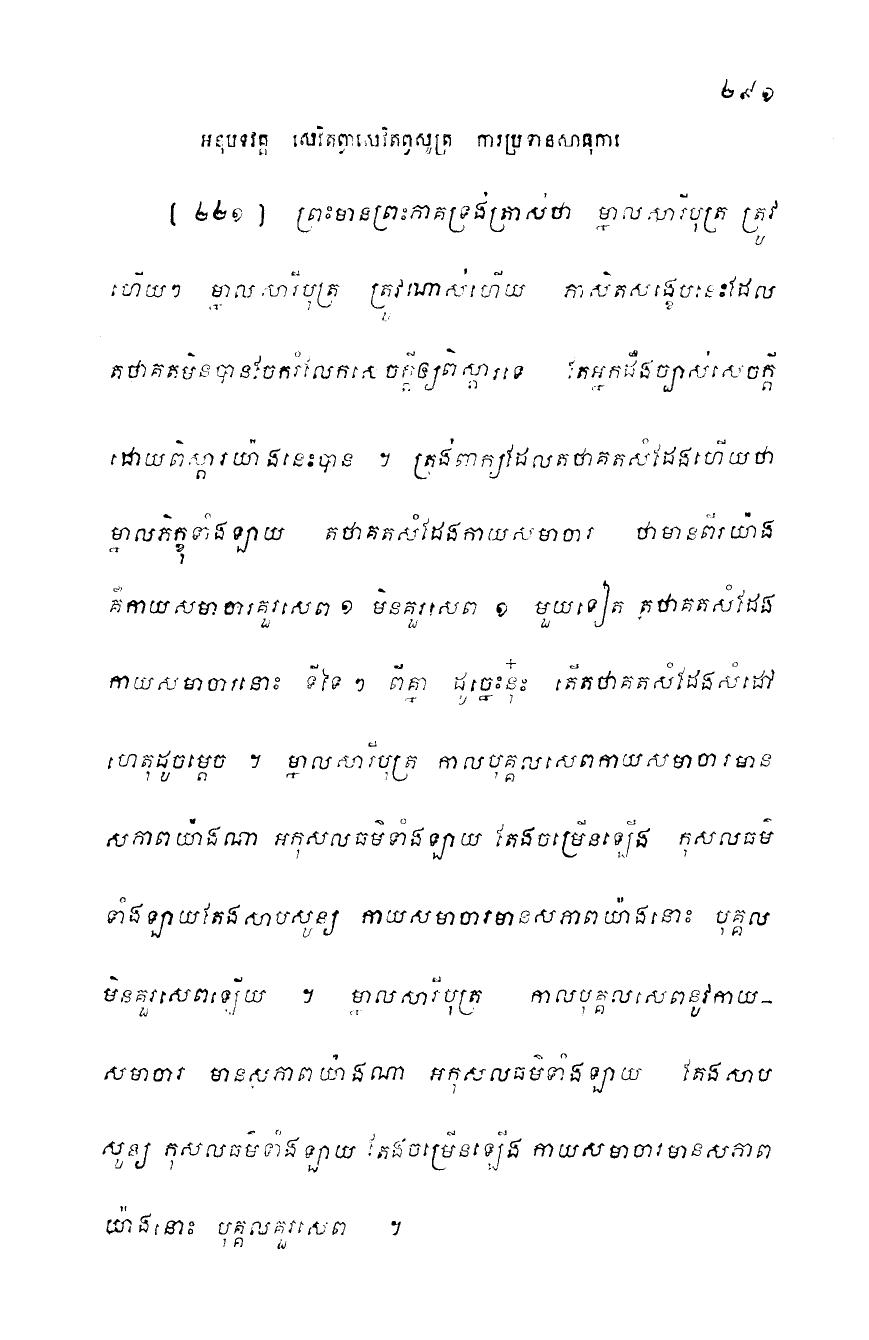 ២៩១
អនុបទវគ្គ សេវិតព្វាសេវិតព្វសូត្រ ការប្រទានសាធុការ
[ ២២១ ] ព្រះមានព្រះភាគទ្រង់ត្រាស់ថា ម្នាលសារីបុត្រ ត្រូវ
ហើយៗ ម្នាលសារីបុត្រ ត្រូវណាស់ហើយ ភាសិតសង្ខេបនេះដែល
តថាគតមិនបានចែករំលែកសេចក្តីឲ្យពិស្តារទេ តែអ្នកដឹងច្បាស់សេចក្តី
ដោយពិស្តារយ៉ាងនេះបាន ។ ត្រង់ពាក្យដែលតថាគតសំដែងហើយថា
ម្នាលភិក្ខុទាំងឡាយ តថាគតសំដែងកាយសមាចារ ថាមានពីរយ៉ាង
គឺកាយសមាចារគួរសេព ១ មិនគួរសេព ១ មួយទៀត តថាគតសំដែង
កាយសមាចារនោះ ទីទៃៗ ពីគ្នា ដូច្នេះនុ៎ះ តើតថាគតសំដែងសំដៅ
ហេតុដូចម្តេច ។ ម្នាលសារីបុត្រ កាលបុគ្គលសេពកាយសមាចារមាន
សភាពយ៉ាងណា អកុសលធម៌ទាំងឡាយ តែងចម្រើនឡើង កុសលធម៌
ទាំងឡាយតែងសាបសូន្យ កាយសមាចារមានសភាពយ៉ាងនោះ បុគ្គល
មិនគួរសេពឡើយ ។ ម្នាលសារីបុត្រ កាលបុគ្គលសេពនូវកាយ-
សមាចារ មានសភាពយ៉ាងណា អកុសលធម៌ទាំងឡាយ តែងសាប
សូន្យ កុសលធម៌ទាំងឡាយ តែងចម្រើនឡើង កាយសមាចារមានសភាព
យ៉ាងនោះ បុគ្គលគួរសេព ។